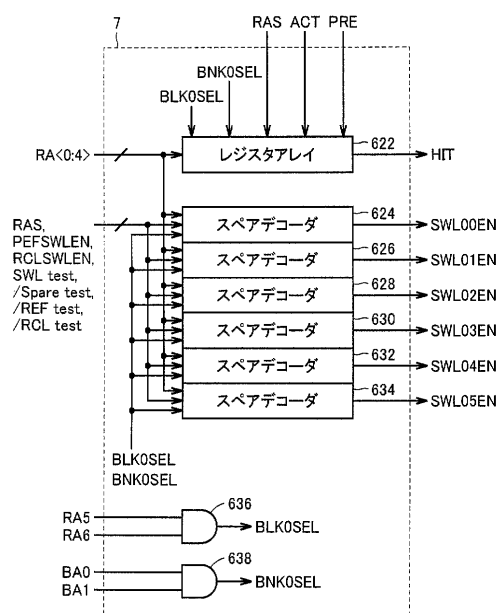 7
RAS ACT PRE
BNK0SEL
BLK0SEL
RA<0:4>
レジスタアレイ
622
HIT
RAS,
PEFSWLEN,
RCLSWLEN,
SWL test,
/Spare test,
/REF test,
/RCL test
スペアデコーダ
624
SWL00EN
スペアデコーダ
626
SWL01EN
スペアデコーダ
628
SWL02EN
スペアデコーダ
630
SWL03EN
スペアデコーダ
632
SWL04EN
スペアデコーダ
634
SWL05EN
BLK0SEL
BNK0SEL
RA5
RA6
636
BLK0SEL
BA0
BA1
638
BNK0SEL